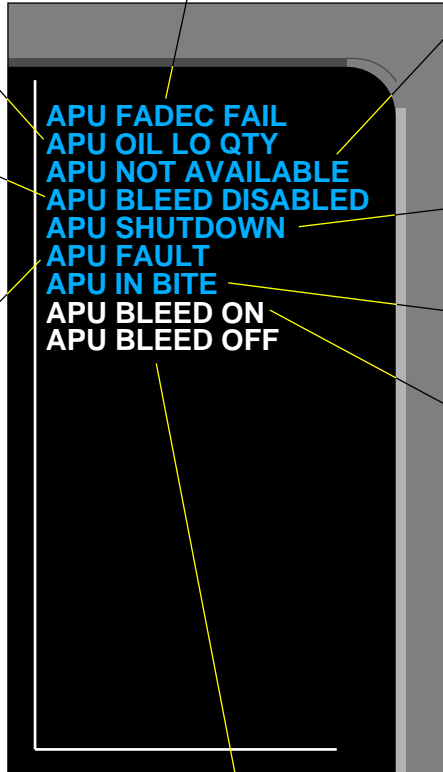 APU FADEC FAIL
APU OIL LO QTY
APU NOT AVAILABLE
APU BLEED DISABLED
APU SHUTDOWN
APU FAULT
APU IN BITE
APU BLEED ON
APU BLEED OFF